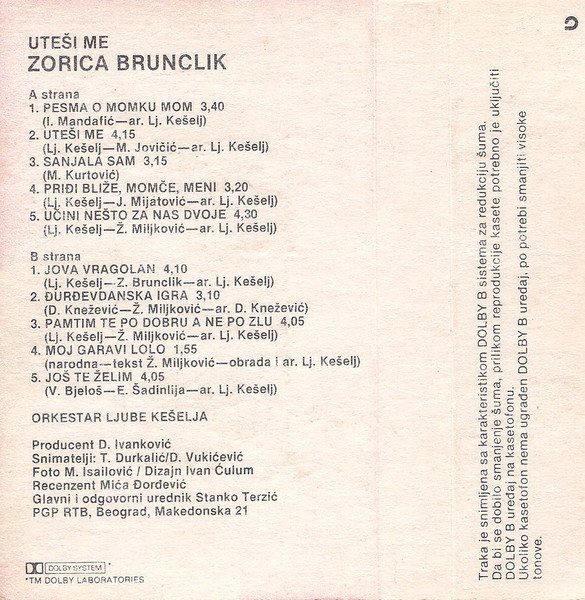 UTEŠI ME
ZORICA BRUNCLIK
A strana
1. PESMA O MOMKU MOM 3,40
(I. Mandafić—ar. Lj. Kešelj)
2. UTEŠI ME 4,15
(Lj. Kešelj—M. Jovičić—ar. Lj. Kešelj)
3. SANJALA SAM 3,15
(M. Kurtović)
4. PRIĐI BLIŽE, MOMČE, MENI 3,20
(Lj. Kešelj—J. Mijatović—ar. Lj. Kešelj)
5. UČINI NEŠTO ZA NAS DVOJE 4,30
(Lj. Kešelj—Ž. Miljković—ar. Lj. Kešelj)
B strana
1. JOVA VRAGOLAN 4,10
(Lj. Kešelj—Z. Brunclik—ar. Lj. Kešelj)
2. ĐURĐEVDANSKA IGRA 3,10
(D. Knežević—Ž. Miljković—ar. D. Knežević)
3. PAMTIM TE PO DOBRU A NE PO ZLU 4,05
(Lj. Kešelj—Ž. Miljković—ar. Lj. Kešelj)
4. MOJ GARAVI LOLO 1,55
(narodna—tekst Ž. Miljković—obrada i ar. Lj. Kešelj)
5. JOŠ TE ŽELIM 4,05
(V. Bjeloš—E. Šadinlija—ar. Lj. Kešelj)
ORKESTAR LJUBE KEŠELJA
Producent D. Ivanković
Snimatelji: T. Durkalić/D. Vukićević
Foto M. Isailović / Dizajn Ivan Ćulum
Recenzent Mića Đorđević
Glavni i odgovorni urednik Stanko Terzić
PGP RTB, Beograd, Makedonska 21
DOLBY SYSTEM *
*TM DOLBY LABORATORIES
Traka je snimljena sa karakteristikom DOLBY B sistema za redukciju šuma.
Da bi se dobilo smanjenje šuma, prilikom reprodukcije kasete potrebno je uključiti
DOLBY B uređaj na kasetofonu.
Ukoliko kasetofon nema ugrađen DOLBY B uređaj, po potrebi smanjiti visoke
tonove.